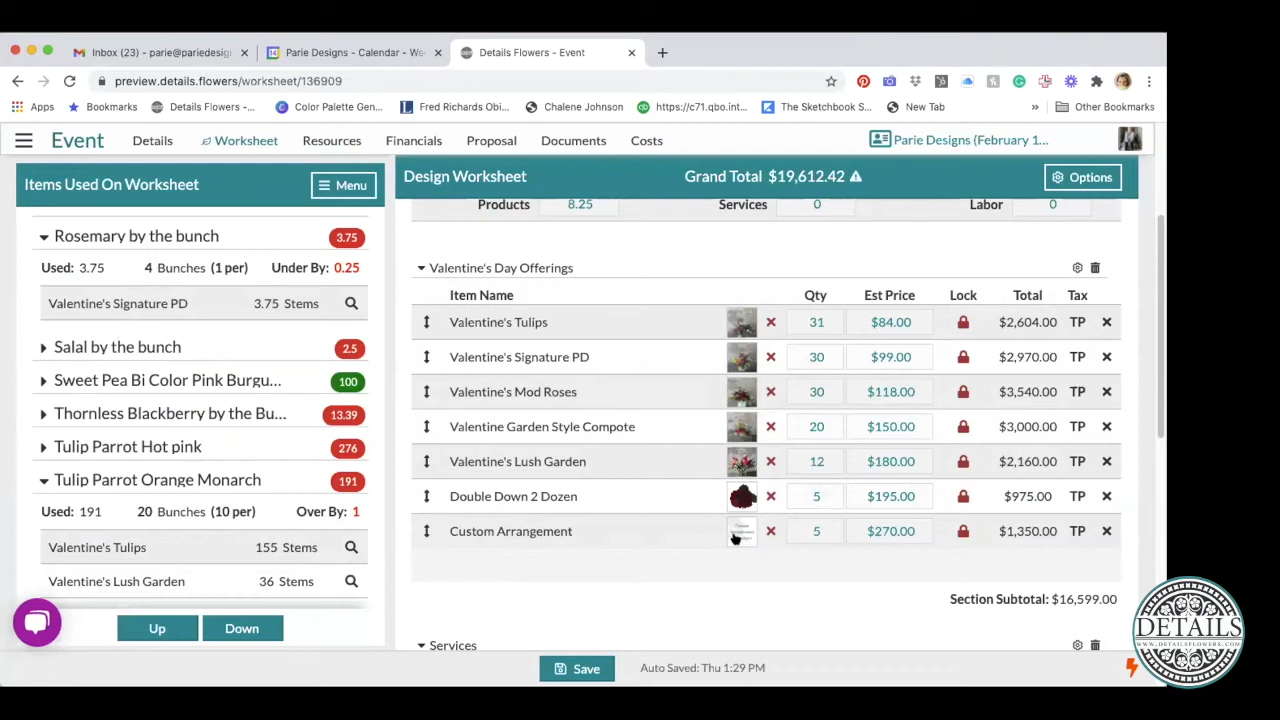 Inbox (23) - parie@pariedesig
Parie Designs - Calendar - We
Details Flowers - Event
preview.details.flowers/worksheet/136909
Apps
Bookmarks
Details Flowers -...
Color Palette Gen...
Fred Richards Obi...
Chalene Johnson
https://c71.qbo.int...
The Sketchbook S...
New Tab
»
Other Bookmarks
Event
Details
Worksheet
Resources
Financials
Proposal
Documents
Costs
Parie Designs (February 1...
Items Used On Worksheet
Menu
Rosemary by the bunch 3.75
Used: 3.75 4 Bunches (1 per) Under By: 0.25
Valentine's Signature PD 3.75 Stems
Salal by the bunch 2.5
Sweet Pea Bi Color Pink Burgu... 100
Thornless Blackberry by the Bu... 13.39
Tulip Parrot Hot pink 276
Tulip Parrot Orange Monarch 191
Used: 191 20 Bunches (10 per) Over By: 1
Valentine's Tulips 155 Stems
Valentine's Lush Garden 36 Stems
Up
Down
Design Worksheet Grand Total $19,612.42
Options
Products 8.25 Services 0 Labor 0
Valentine's Day Offerings
Item Name Qty Est Price Lock Total Tax
Valentine's Tulips 31 $84.00 $2,604.00 TP
Valentine's Signature PD 30 $99.00 $2,970.00 TP
Valentine's Mod Roses 30 $118.00 $3,540.00 TP
Valentine Garden Style Compote 20 $150.00 $3,000.00 TP
Valentine's Lush Garden 12 $180.00 $2,160.00 TP
Double Down 2 Dozen 5 $195.00 $975.00 TP
Custom Arrangement 5 $270.00 $1,350.00 TP
Section Subtotal: $16,599.00
Services
Save
Auto Saved: Thu 1:29 PM
DETAILS
WWW.DETAILSFLOWERS.COM